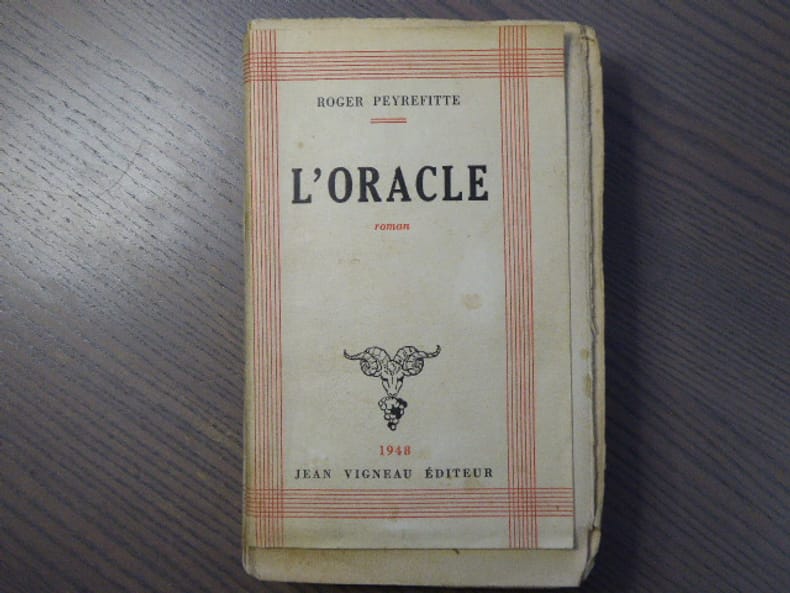 ROGER PEYREFITTE
L'ORACLE
roman
1948
JEAN VIGNEAU ÉDITEUR